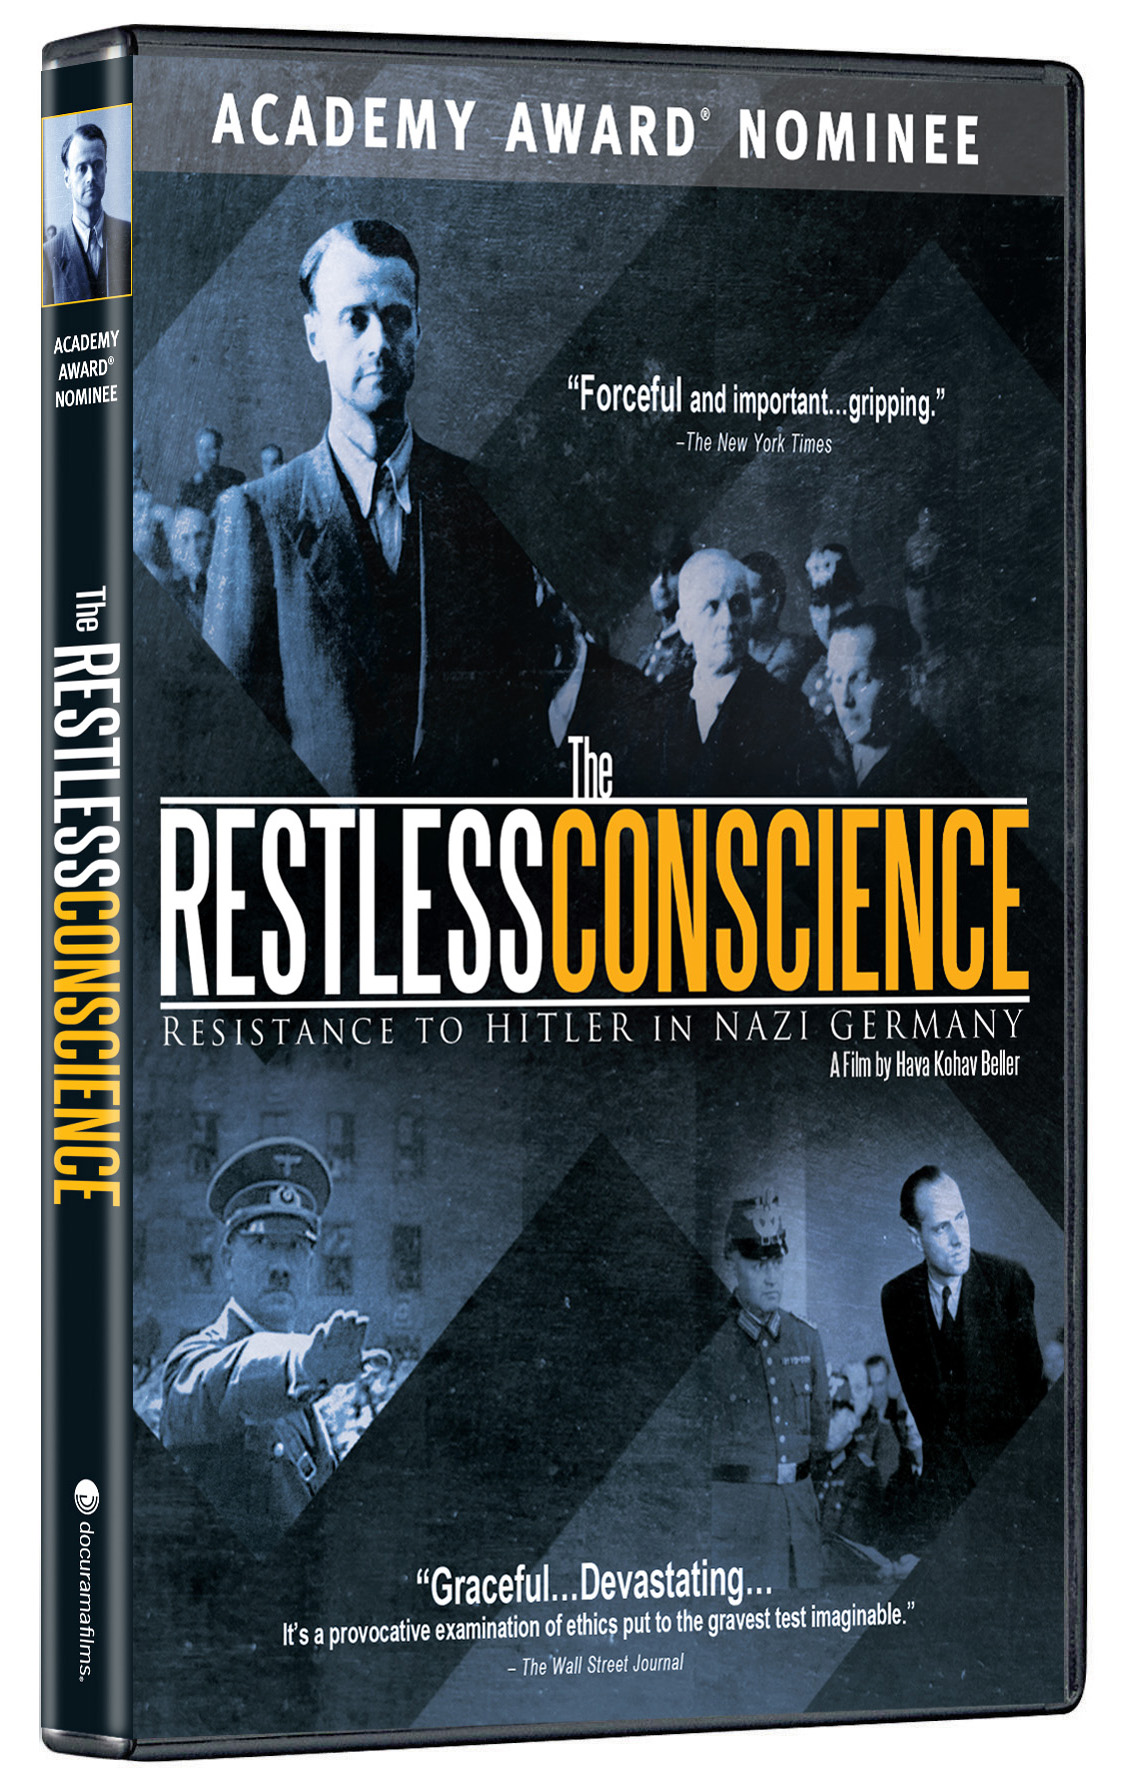 ACADEMY AWARD® NOMINEE
"Forceful and important...gripping."
–The New York Times
The
RESTLESSCONSCIENCE
RESISTANCE TO HITLER IN NAZI GERMANY
A Film by Hava Kohav Beller
"Graceful...Devastating...
It's a provocative examination of ethics put to the gravest test imaginable."
– The Wall Street Journal
ACADEMY
AWARD®
NOMINEE
The RESTLESSCONSCIENCE
docuramafilms®